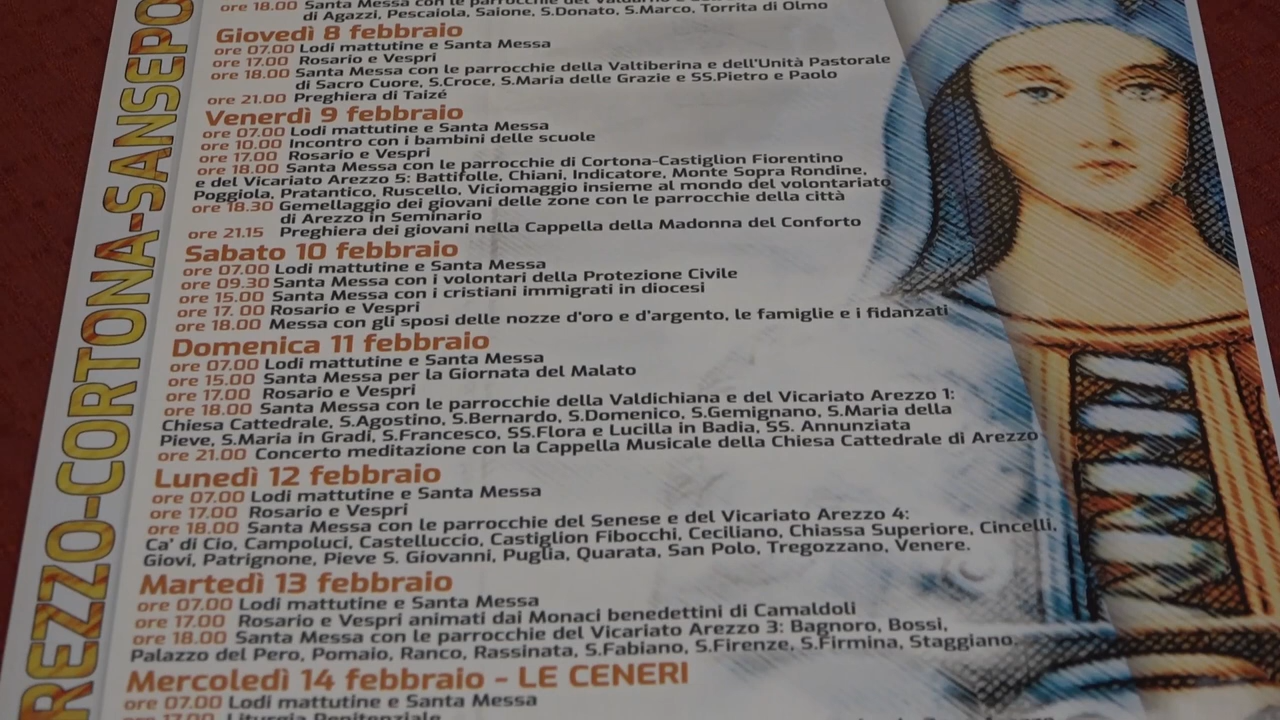 ore 18.00 Santa Messa con le parrocchie del
di Agazzi, Pescaiola, Saione, S.Donato, S.Marco, Torrita di Olmo
Giovedì 8 febbraio
ore 07.00 Lodi mattutine e Santa Messa
ore 17.00 Rosario e Vespri
ore 18.00 Santa Messa con le parrocchie della Valtiberina e dell'Unità Pastorale
di Sacro Cuore, S.Croce, S.Maria delle Grazie e SS.Pietro e Paolo
ore 21.00 Preghiera di Taizé
Venerdì 9 febbraio
ore 07.00 Lodi mattutine e Santa Messa
ore 10.00 Incontro con i bambini delle scuole
ore 17.00 Rosario e Vespri
ore 18.00 Santa Messa con le parrocchie di Cortona-Castiglion Fiorentino
e del Vicariato Arezzo 5: Battifolle, Chiani, Indicatore, Monte Sopra Rondine,
Poggiola, Pratantico, Ruscello, Viciomaggio insieme al mondo del volontariato
ore 18.30 Gemellaggio dei giovani delle zone con le parrocchie della città
di Arezzo in Seminario
ore 21.15 Preghiera dei giovani nella Cappella della Madonna del Conforto
Sabato 10 febbraio
ore 07.00 Lodi mattutine e Santa Messa
ore 09.30 Santa Messa con i volontari della Protezione Civile
ore 15.00 Santa Messa con i cristiani immigrati in diocesi
ore 17. 00 Rosario e Vespri
ore 18.00 Messa con gli sposi delle nozze d'oro e d'argento, le famiglie e i fidanzati
Domenica 11 febbraio
ore 07.00 Lodi mattutine e Santa Messa
ore 15.00 Santa Messa per la Giornata del Malato
ore 17.00 Rosario e Vespri
ore 18.00 Santa Messa con le parrocchie della Valdichiana e del Vicariato Arezzo 1:
Chiesa Cattedrale, S.Agostino, S.Bernardo, S.Domenico, S.Gemignano, S.Maria della
Pieve, S.Maria in Gradi, S.Francesco, SS.Flora e Lucilla in Badia, SS. Annunziata
ore 21.00 Concerto meditazione con la Cappella Musicale della Chiesa Cattedrale di Arezzo
Lunedì 12 febbraio
ore 07.00 Lodi mattutine e Santa Messa
ore 17.00 Rosario e Vespri
ore 18.00 Santa Messa con le parrocchie del Senese e del Vicariato Arezzo 4:
Ca' di Cio, Campoluci, Castelluccio, Castiglion Fibocchi, Ceciliano, Chiassa Superiore, Cincelli,
Giovi, Patrignone, Pieve S. Giovanni, Puglia, Quarata, San Polo, Tregozzano, Venere.
Martedì 13 febbraio
ore 07.00 Lodi mattutine e Santa Messa
ore 17.00 Rosario e Vespri animati dai Monaci benedettini di Camaldoli
ore 18.00 Santa Messa con le parrocchie del Vicariato Arezzo 3: Bagnoro, Bossi,
Palazzo del Pero, Pomaio, Ranco, Rassinata, S.Fabiano, S.Firenze, S.Firmina, Staggiano.
Mercoledì 14 febbraio - LE CENERI
ore 07.00 Lodi mattutine e Santa Messa
ore 17.00 Liturgia Penitenziale
REZZO-CORTONA-SANSEPO